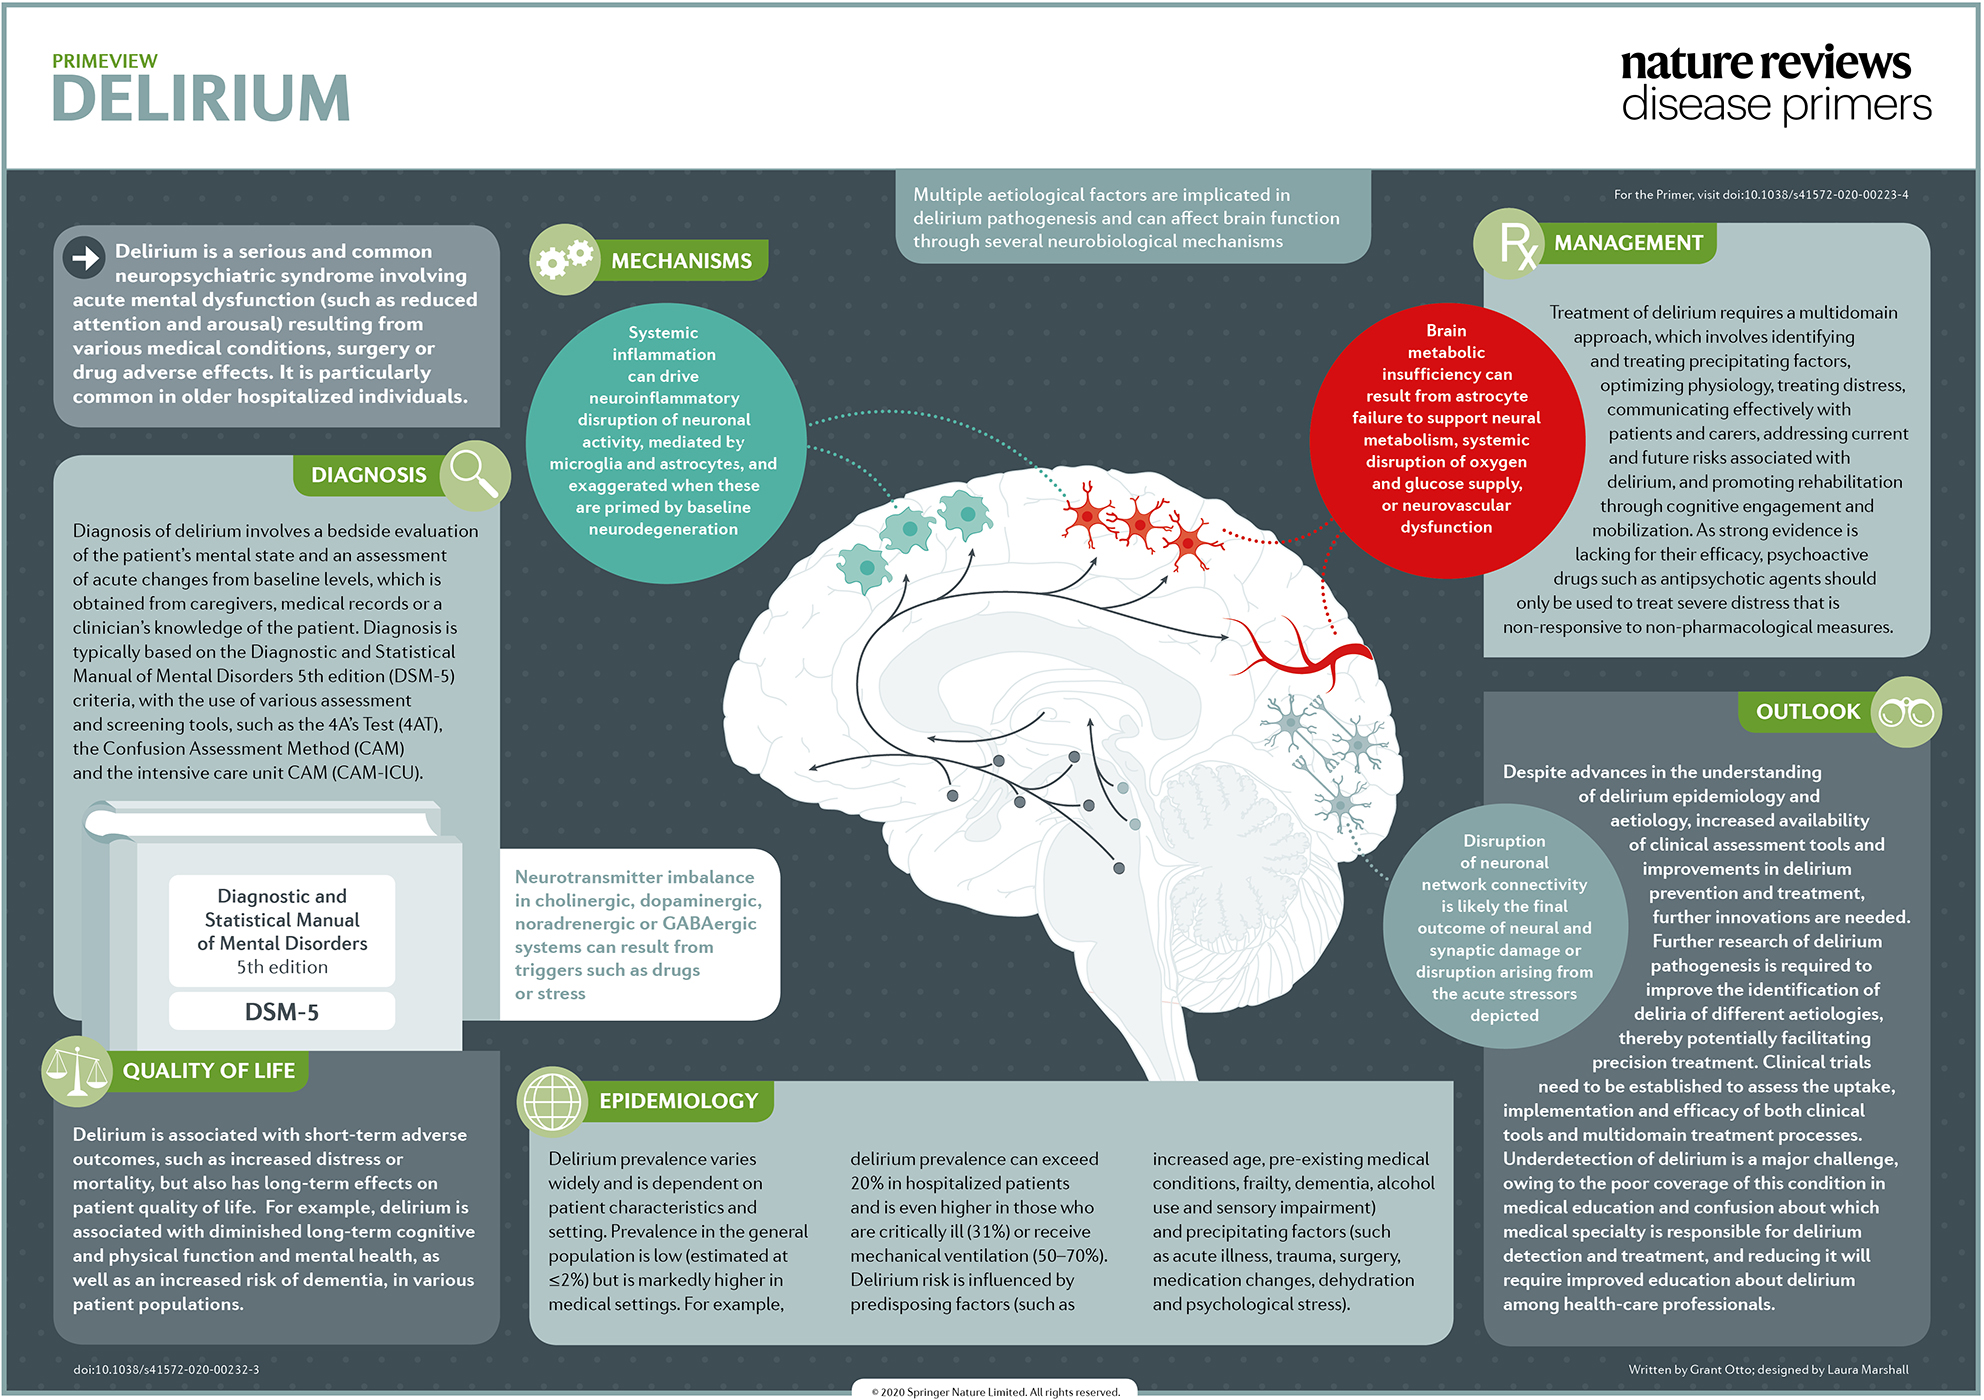 PRIMEVIEW
DELIRIUM
nature reviews
disease primers
For the Primer, visit doi:10.1038/s41572-020-00223-4
Multiple aetiological factors are implicated in
delirium pathogenesis and can affect brain function
through several neurobiological mechanisms
Delirium is a serious and common
neuropsychiatric syndrome involving
acute mental dysfunction (such as reduced
attention and arousal) resulting from
various medical conditions, surgery or
drug adverse effects. It is particularly
common in older hospitalized individuals.
DIAGNOSIS
Diagnosis of delirium involves a bedside evaluation
of the patient's mental state and an assessment
of acute changes from baseline levels, which is
obtained from caregivers, medical records or a
clinician's knowledge of the patient. Diagnosis is
typically based on the Diagnostic and Statistical
Manual of Mental Disorders 5th edition (DSM-5)
criteria, with the use of various assessment
and screening tools, such as the 4A's Test (4AT),
the Confusion Assessment Method (CAM)
and the intensive care unit CAM (CAM-ICU).
Diagnostic and
Statistical Manual
of Mental Disorders
5th edition
DSM-5
QUALITY OF LIFE
Delirium is associated with short-term adverse
outcomes, such as increased distress or
mortality, but also has long-term effects on
patient quality of life. For example, delirium is
associated with diminished long-term cognitive
and physical function and mental health, as
well as an increased risk of dementia, in various
patient populations.
MECHANISMS
Systemic
inflammation
can drive
neuroinflammatory
disruption of neuronal
activity, mediated by
microglia and astrocytes, and
exaggerated when these
are primed by baseline
neurodegeneration
Brain
metabolic
insufficiency can
result from astrocyte
failure to support neural
metabolism, systemic
disruption of oxygen
and glucose supply,
or neurovascular
dysfunction
Neurotransmitter imbalance
in cholinergic, dopaminergic,
noradrenergic or GABAergic
systems can result from
triggers such as drugs
or stress
Disruption
of neuronal
network connectivity
is likely the final
outcome of neural and
synaptic damage or
disruption arising from
the acute stressors
depicted
EPIDEMIOLOGY
Delirium prevalence varies
widely and is dependent on
patient characteristics and
setting. Prevalence in the general
population is low (estimated at
≤2%) but is markedly higher in
medical settings. For example,
delirium prevalence can exceed
20% in hospitalized patients
and is even higher in those who
are critically ill (31%) or receive
mechanical ventilation (50–70%).
Delirium risk is influenced by
predisposing factors (such as
increased age, pre-existing medical
conditions, frailty, dementia, alcohol
use and sensory impairment)
and precipitating factors (such
as acute illness, trauma, surgery,
medication changes, dehydration
and psychological stress).
Rx
MANAGEMENT
Treatment of delirium requires a multidomain
approach, which involves identifying
and treating precipitating factors,
optimizing physiology, treating distress,
communicating effectively with
patients and carers, addressing current
and future risks associated with
delirium, and promoting rehabilitation
through cognitive engagement and
mobilization. As strong evidence is
lacking for their efficacy, psychoactive
drugs such as antipsychotic agents should
only be used to treat severe distress that is
non-responsive to non-pharmacological measures.
OUTLOOK
Despite advances in the understanding
of delirium epidemiology and
aetiology, increased availability
of clinical assessment tools and
improvements in delirium
prevention and treatment,
further innovations are needed.
Further research of delirium
pathogenesis is required to
improve the identification of
deliria of different aetiologies,
thereby potentially facilitating
precision treatment. Clinical trials
need to be established to assess the uptake,
implementation and efficacy of both clinical
tools and multidomain treatment processes.
Underdetection of delirium is a major challenge,
owing to the poor coverage of this condition in
medical education and confusion about which
medical specialty is responsible for delirium
detection and treatment, and reducing it will
require improved education about delirium
among health-care professionals.
doi:10.1038/s41572-020-00232-3
© 2020 Springer Nature Limited. All rights reserved.
Written by Grant Otto; designed by Laura Marshall